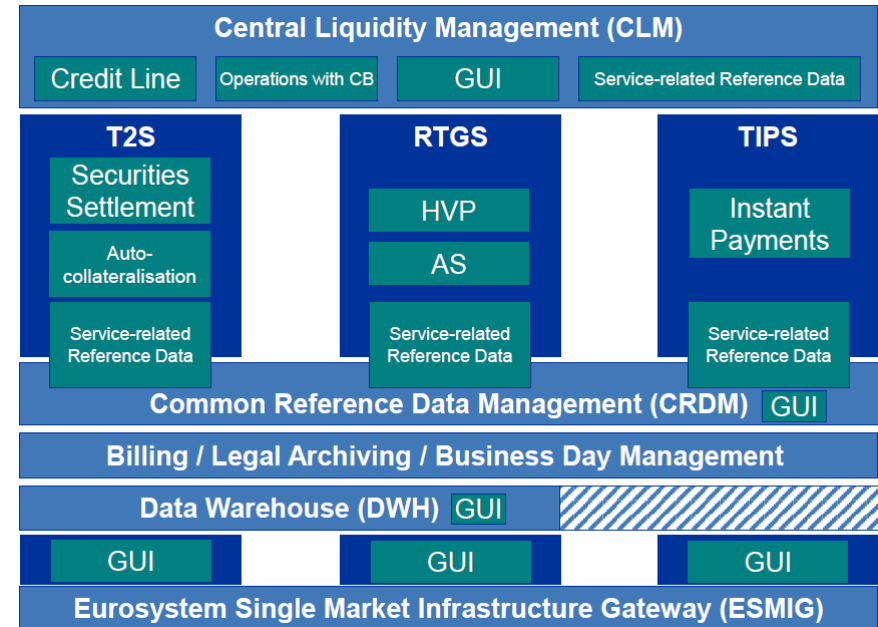 Central Liquidity Management (CLM)
Credit Line
Operations with CB
GUI
Service-related Reference Data
T2S
Securities
Settlement
Auto-
collateralisation
Service-related
Reference Data
RTGS
HVP
AS
Service-related
Reference Data
TIPS
Instant
Payments
Service-related
Reference Data
Common Reference Data Management (CRDM)
GUI
Billing / Legal Archiving / Business Day Management
Data Warehouse (DWH)
GUI
GUI
GUI
GUI
Eurosystem Single Market Infrastructure Gateway (ESMIG)